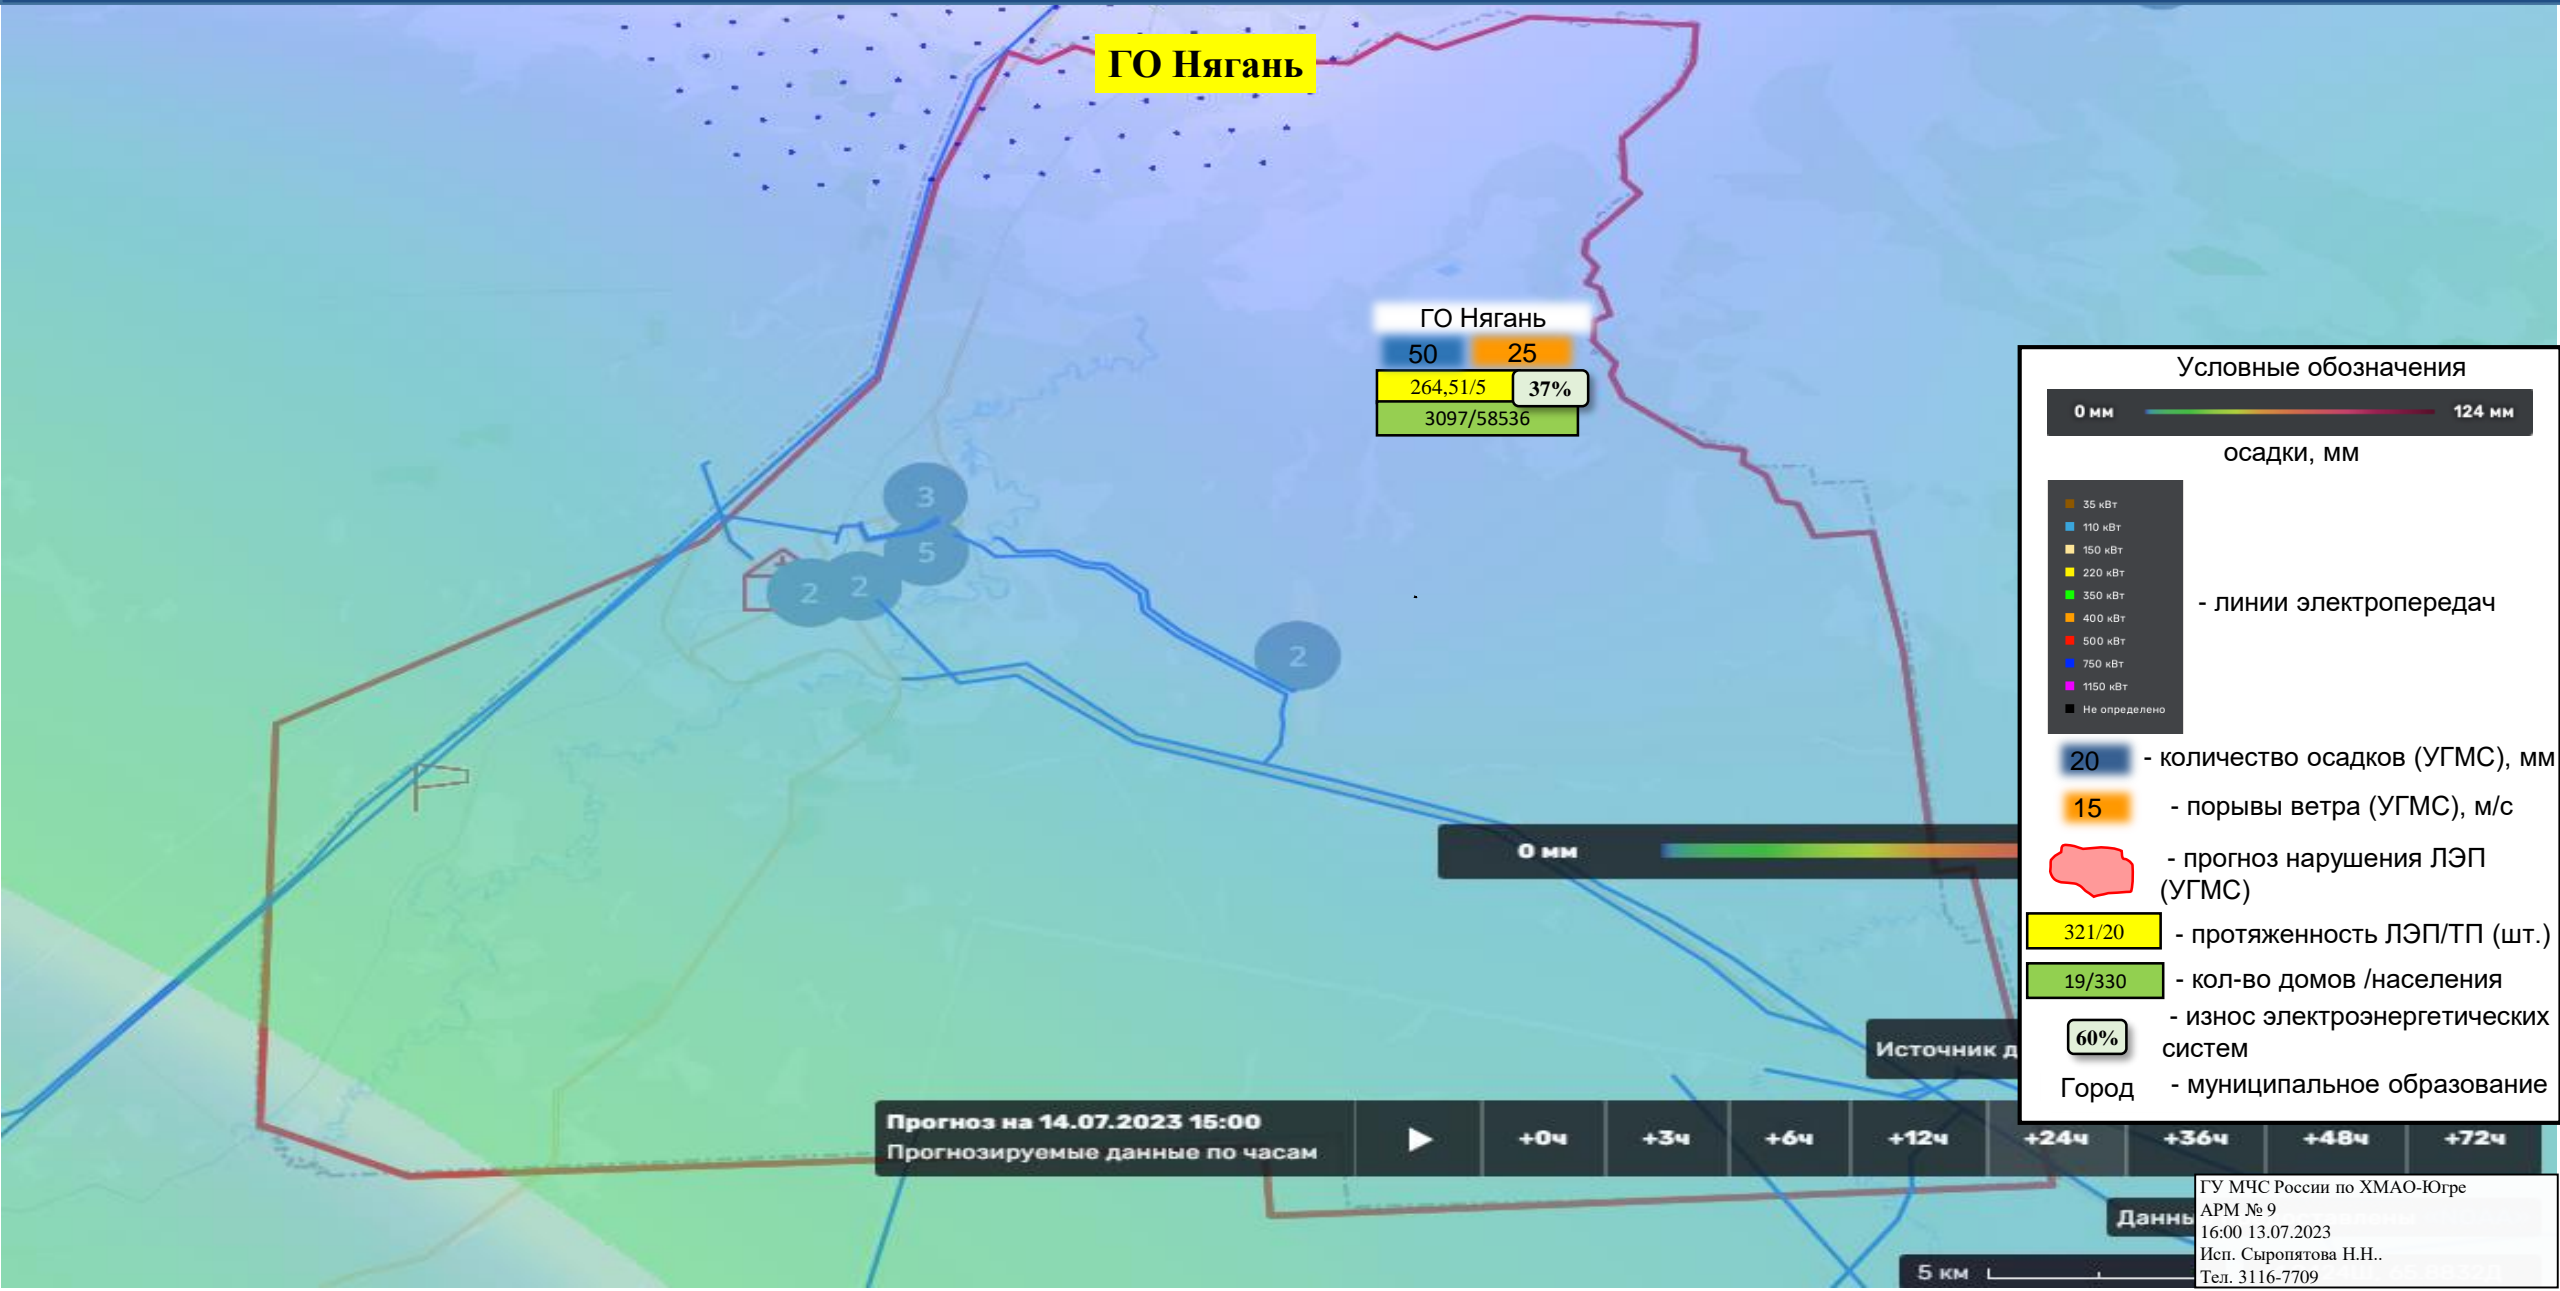 ГО Нягань
ГО Нягань
50 25
264,51/5 37%
3097/58536
3
5
2
2
2
Условные обозначения
0 мм 124 мм
осадки, мм
35 кВт
110 кВт
150 кВт
220 кВт
350 кВт
400 кВт
500 кВт
750 кВт
1150 кВт
Не определено
- линии электропередач
20 - количество осадков (УГМС), мм
15 - порывы ветра (УГМС), м/с
- прогноз нарушения ЛЭП
(УГМС)
321/20 - протяженность ЛЭП/ТП (шт.)
19/330 - кол-во домов /населения
60% - износ электроэнергетических
систем
Город - муниципальное образование
0 мм
Источник д
Прогноз на 14.07.2023 15:00
Прогнозируемые данные по часам
+0ч +3ч +6ч +12ч +24ч +36ч +48ч +72ч
Данны
5 км
ГУ МЧС России по ХМАО-Югре
АРМ № 9
16:00 13.07.2023
Исп. Сыропятова Н.Н..
Тел. 3116-7709